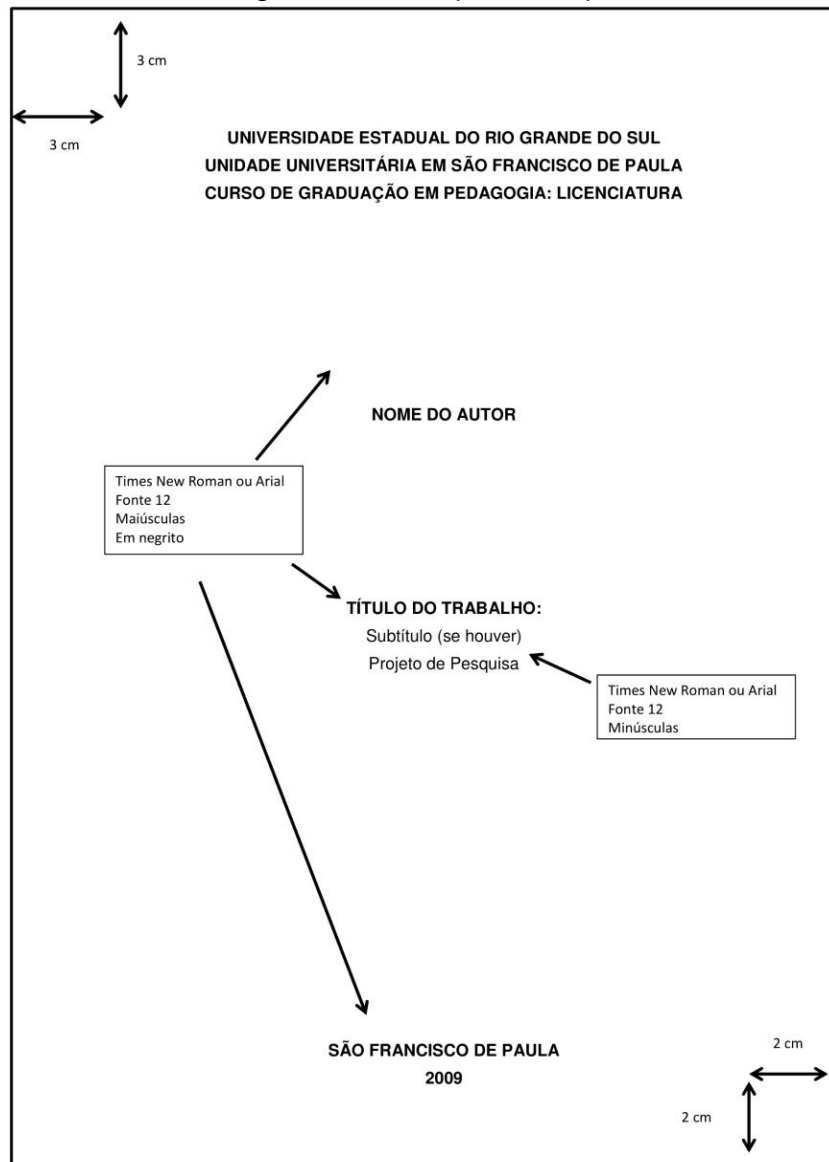 3 cm
3 cm
UNIVERSIDADE ESTADUAL DO RIO GRANDE DO SUL
UNIDADE UNIVERSITÁRIA EM SÃO FRANCISCO DE PAULA
CURSO DE GRADUAÇÃO EM PEDAGOGIA: LICENCIATURA
NOME DO AUTOR
Times New Roman ou Arial
Fonte 12
Maiúsculas
Em negrito
TÍTULO DO TRABALHO:
Subtítulo (se houver)
Projeto de Pesquisa
Times New Roman ou Arial
Fonte 12
Minúsculas
SÃO FRANCISCO DE PAULA
2009
2 cm
2 cm